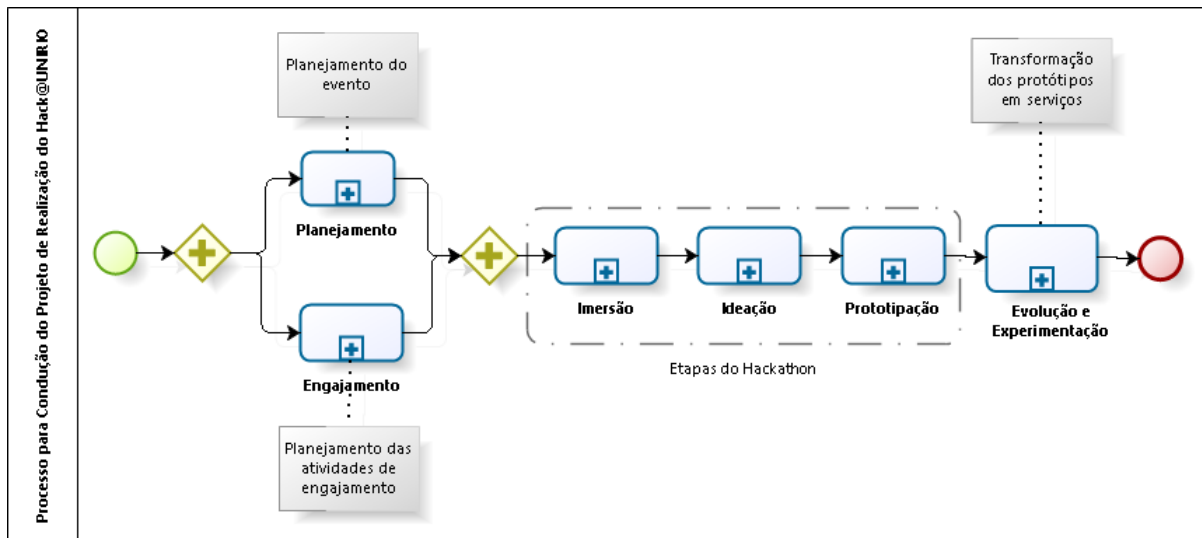 Processo para Condução do Projeto de Realização do Hack@UNIRIO
Planejamento do
evento
Planejamento
Engajamento
Planejamento das
atividades de
engajamento
Imersão
Ideação
Prototipação
Etapas do Hackathon
Transformação
dos protótipos
em serviços
Evolução e
Experimentação